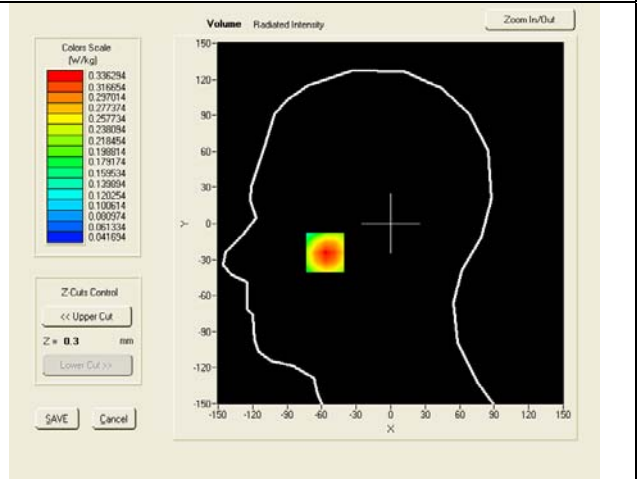 Volume Radiated Intensity
Zoom In/Out
Colors Scale
(W/kg)
0.336294
0.316654
0.297014
0.277374
0.257734
0.238094
0.218454
0.198814
0.179174
0.159534
0.139894
0.120254
0.100614
0.080974
0.061334
0.041694
Z-Cuts Control
<< Upper Cut
Z = 0.3 mm
Lower Cut >>
SAVE Cancel
150
120
90
60
30
0
-30
-60
-90
-120
-150
Y
-150 -120 -90 -60 -30 0 30 60 90 120 150
X